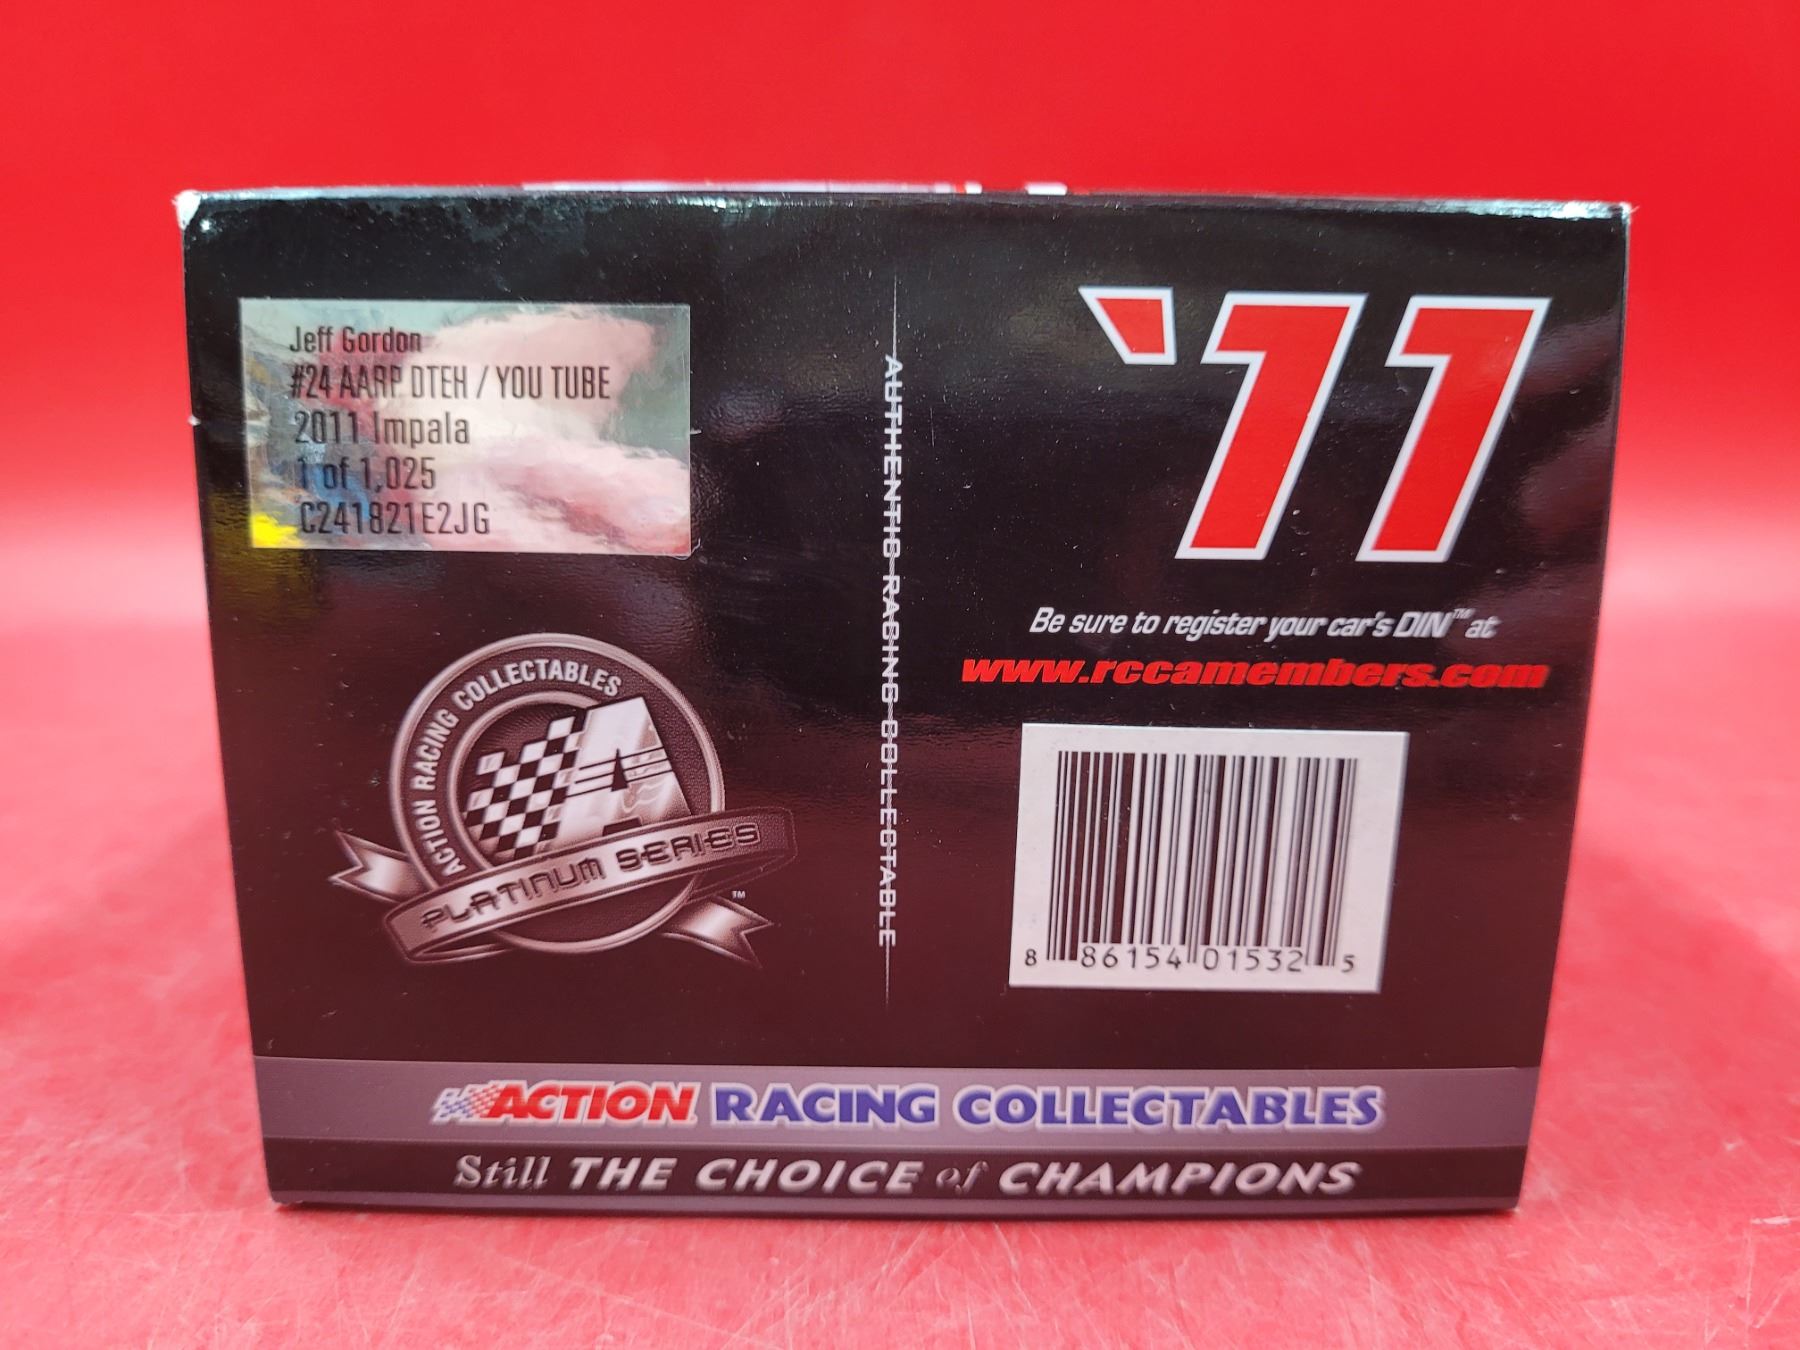 Jeff Gordon
#24 AARP DTEH / YOU TUBE
2011 Impala
1 of 1,025
C241821E2JG
ACTION RACING COLLECTABLES
A
PLATINUM SERIES
™
AUTHENTIC RACING COLLECTABLE
'11
Be sure to register your car's DIN™ at
www.rccamembers.com
8 86154 01532 5
ACTION RACING COLLECTABLES
Still THE CHOICE of CHAMPIONS